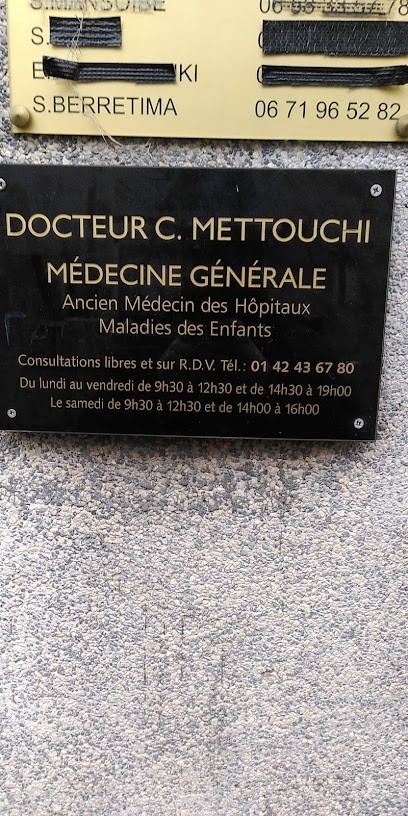 S.MANSOIBE
S.
KI
S.BERRETIMA 06 71 96 52 82
DOCTEUR C. METTOUCHI
MÉDECINE GÉNÉRALE
Ancien Médecin des Hôpitaux
Maladies des Enfants
Consultations libres et sur R.D.V. Tél.: 01 42 43 67 80
Du lundi au vendredi de 9h30 à 12h30 et de 14h30 à 19h00
Le samedi de 9h30 à 12h30 et de 14h00 à 16h00